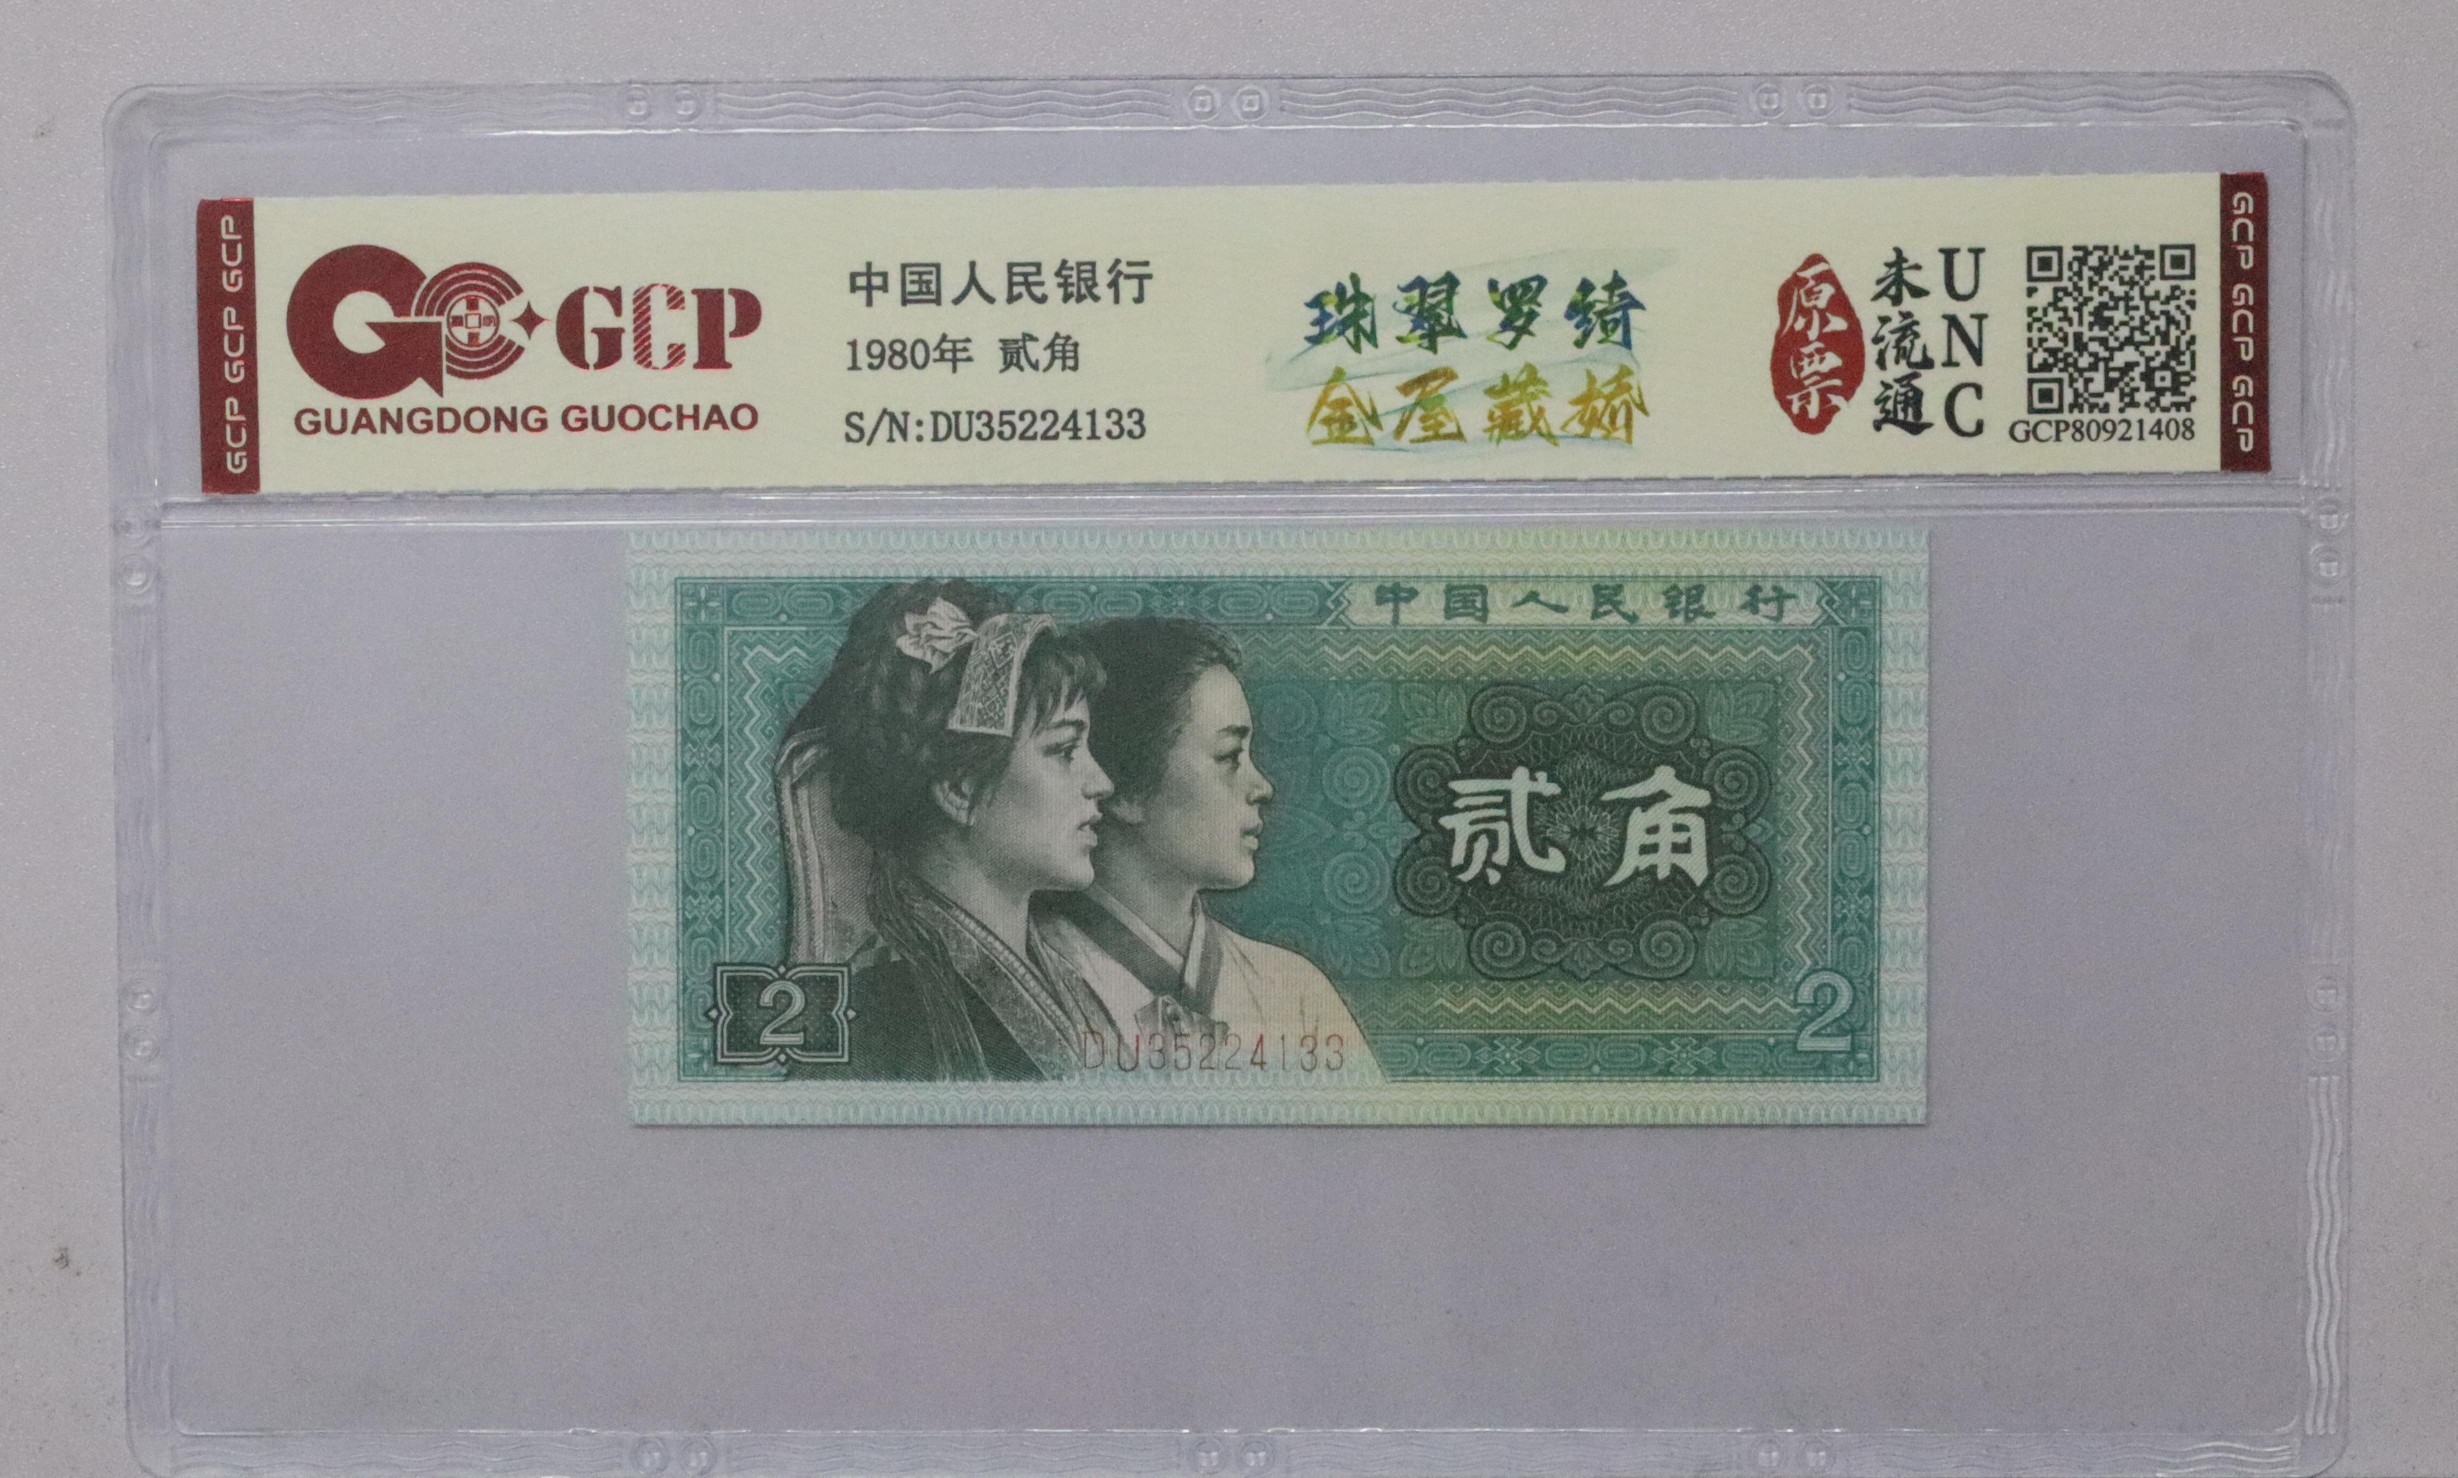 GCP GCP GCP
GCP
GUANGDONG GUOCHAO
中国人民银行
1980年 贰角
S/N:DU35224133
珠翠罗绮
金屋藏娇
原票
未流通
UNC
GCP80921408
GCP GCP GCP
中国人民银行
贰角
2
DU35224133
2